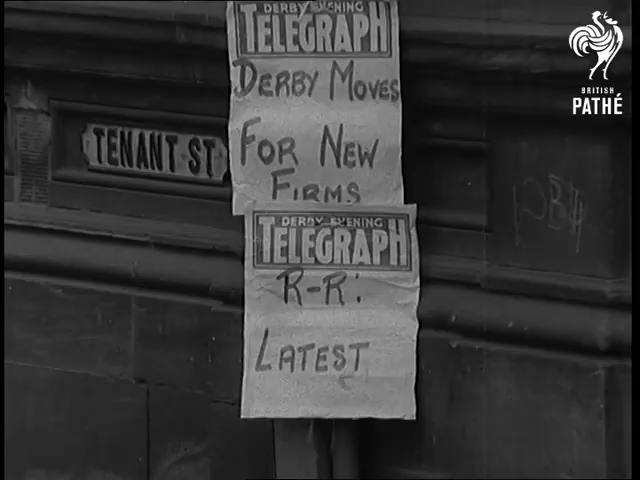 DERBY EVENING
TELEGRAPH
DERBY MOVES
FOR NEW
FIRMS
TENANT ST
DERBY EVENING
TELEGRAPH
R-R:
LATEST
BRITISH
PATHÉ